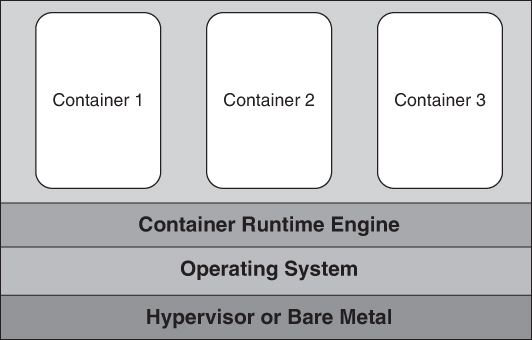 Container 1
Container 2
Container 3
Container Runtime Engine
Operating System
Hypervisor or Bare Metal